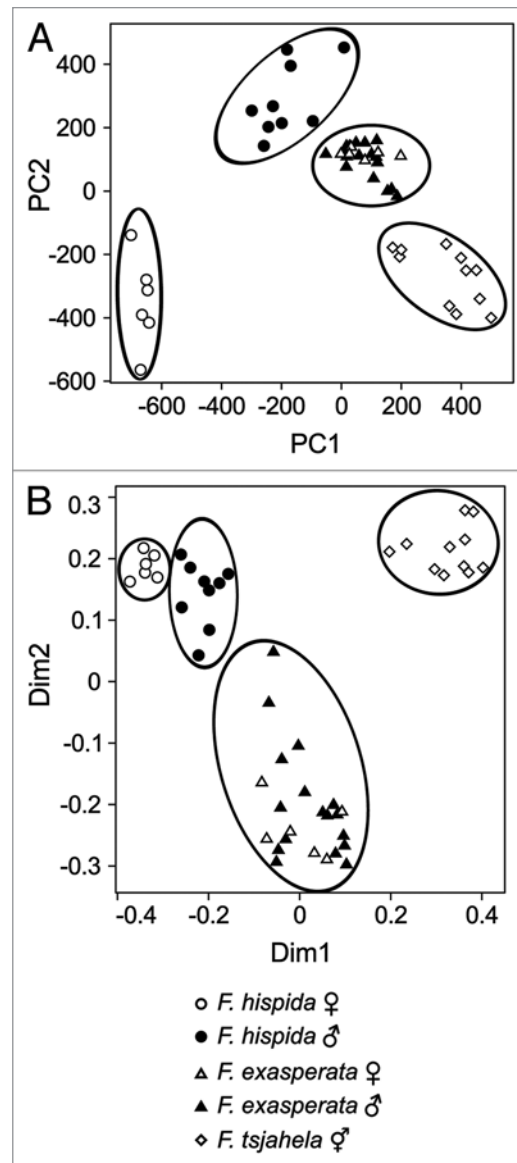 A
400
200
0
-200
-400
-600
PC2
-600 -400 -200 0 200 400
PC1
B
0.3
0.2
0.1
0
-0.1
-0.2
-0.3
Dim2
-0.4 -0.2 0 0.2 0.4
Dim1
F. hispida ♀
F. hispida ♂
F. exasperata ♀
F. exasperata ♂
F. tsjahela ⚥